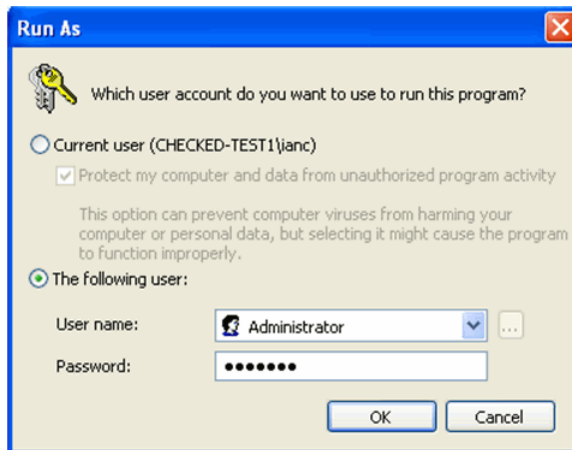 Run As
Which user account do you want to use to run this program?
Current user (CHECKED-TEST1\ianc)
Protect my computer and data from unauthorized program activity
This option can prevent computer viruses from harming your
computer or personal data, but selecting it might cause the program
to function improperly.
The following user:
User name: Administrator ...
Password: •••••••
OK Cancel